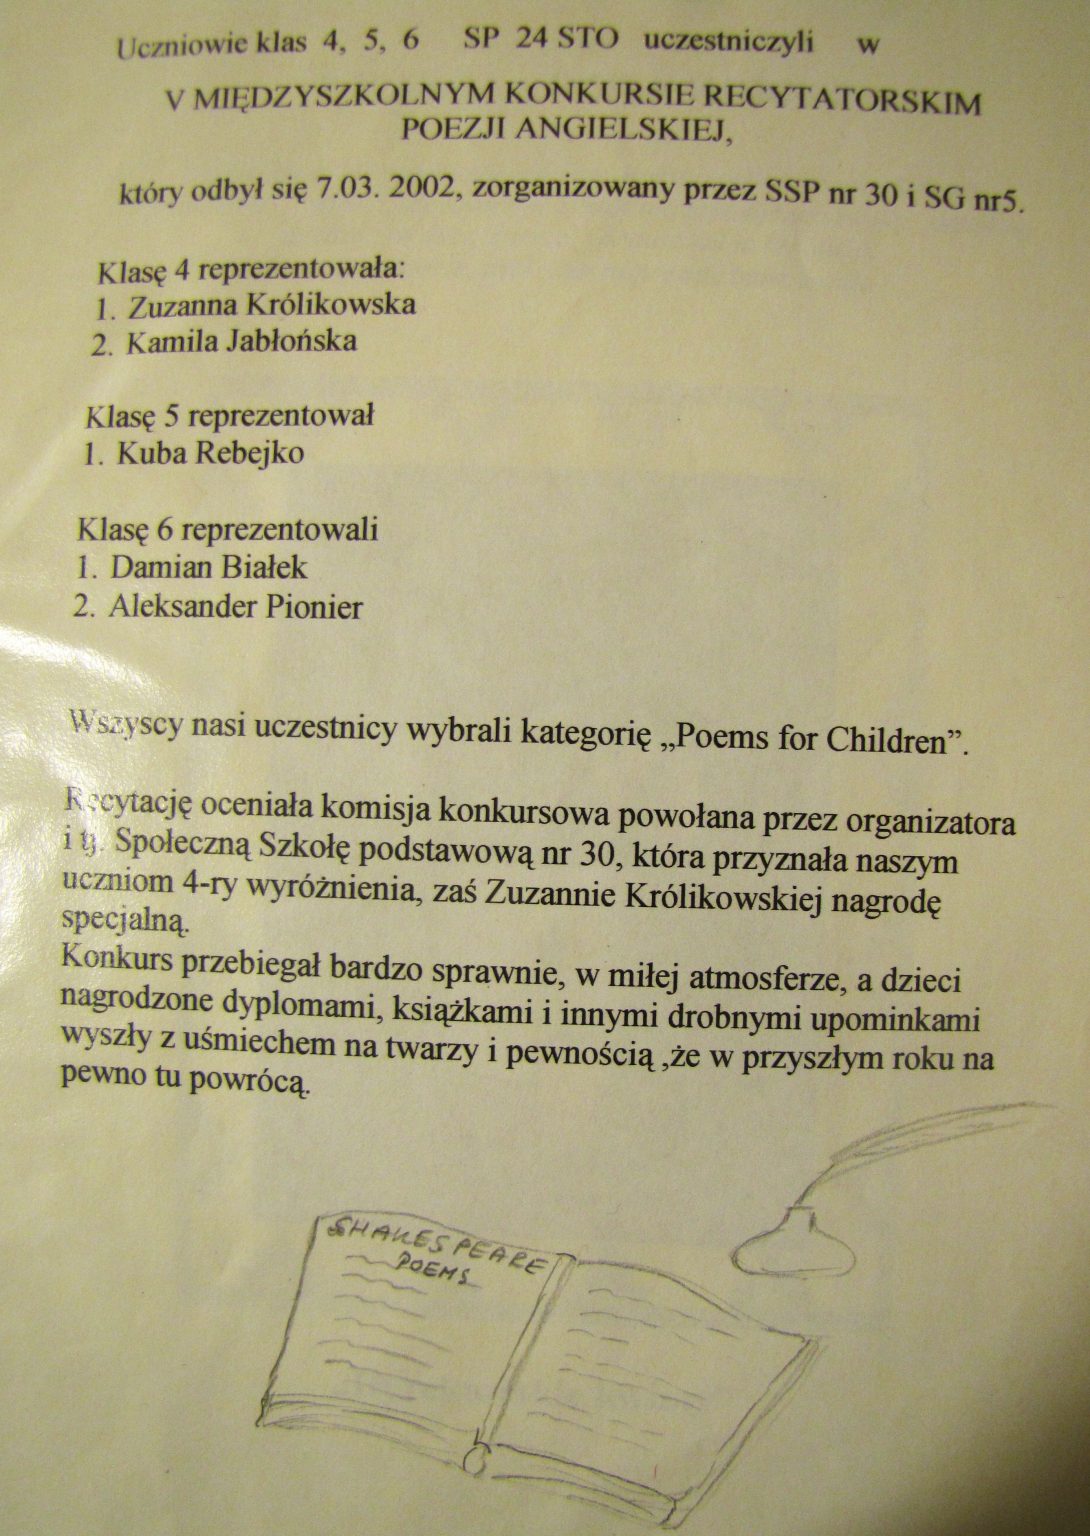 Uczniowie klas 4, 5, 6 SP 24 STO uczestniczyli w
V MIĘDZYSZKOLNYM KONKURSIE RECYTATORSKIM
POEZJI ANGIELSKIEJ,
który odbył się 7.03. 2002, zorganizowany przez SSP nr 30 i SG nr5.
Klasę 4 reprezentowała:
1. Zuzanna Królikowska
2. Kamila Jabłońska
Klasę 5 reprezentował
1. Kuba Rebejko
Klasę 6 reprezentowali
1. Damian Białek
2. Aleksander Pionier
Wszyscy nasi uczestnicy wybrali kategorię „Poems for Children”.
Recytację oceniała komisja konkursowa powołana przez organizatora
i tj. Społeczną Szkołę podstawową nr 30, która przyznała naszym
uczniom 4-ry wyróżnienia, zaś Zuzannie Królikowskiej nagrodę
specjalną.
Konkurs przebiegał bardzo sprawnie, w miłej atmosferze, a dzieci
nagrodzone dyplomami, książkami i innymi drobnymi upominkami
wyszły z uśmiechem na twarzy i pewnością ,że w przyszłym roku na
pewno tu powrócą.
SHAKESPEARE
POEMS